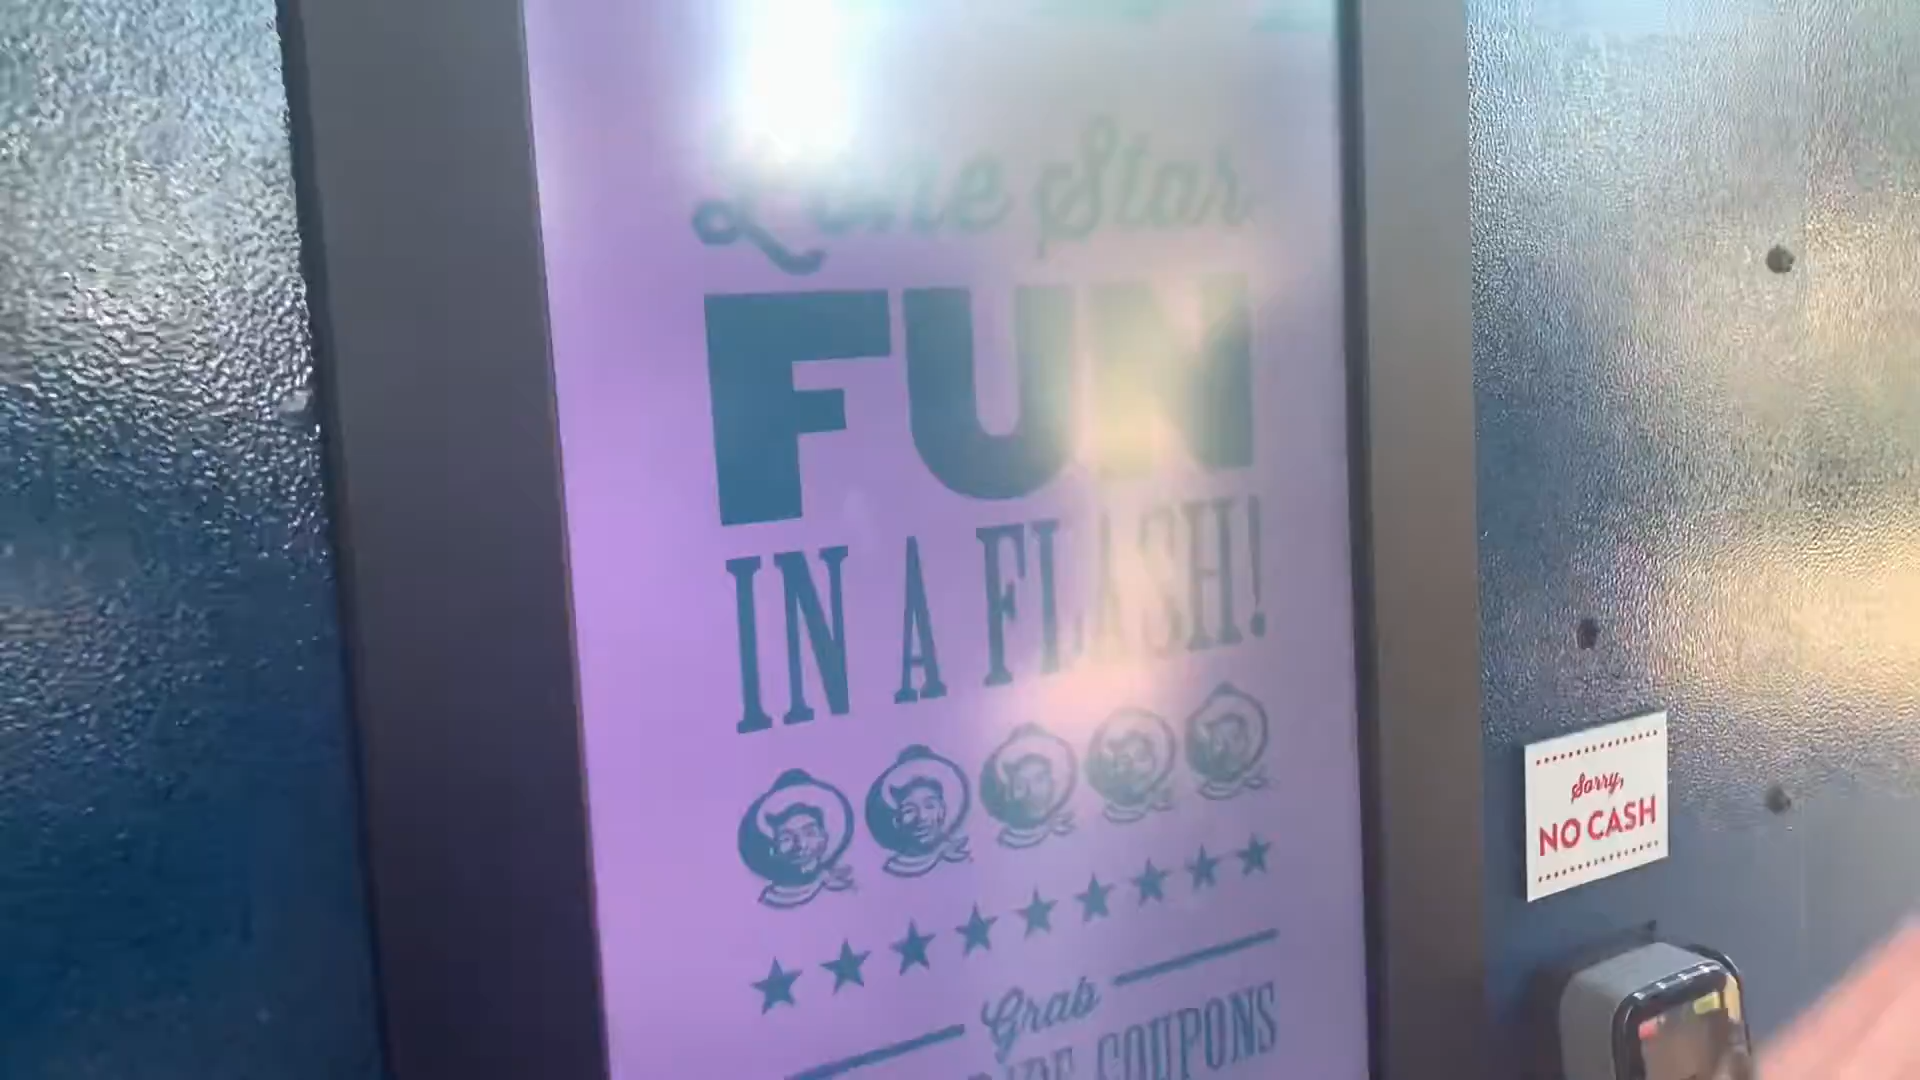 Lone Star
FUN
IN A FLASH!
Grab
COUPONS
Sorry,
NO CASH